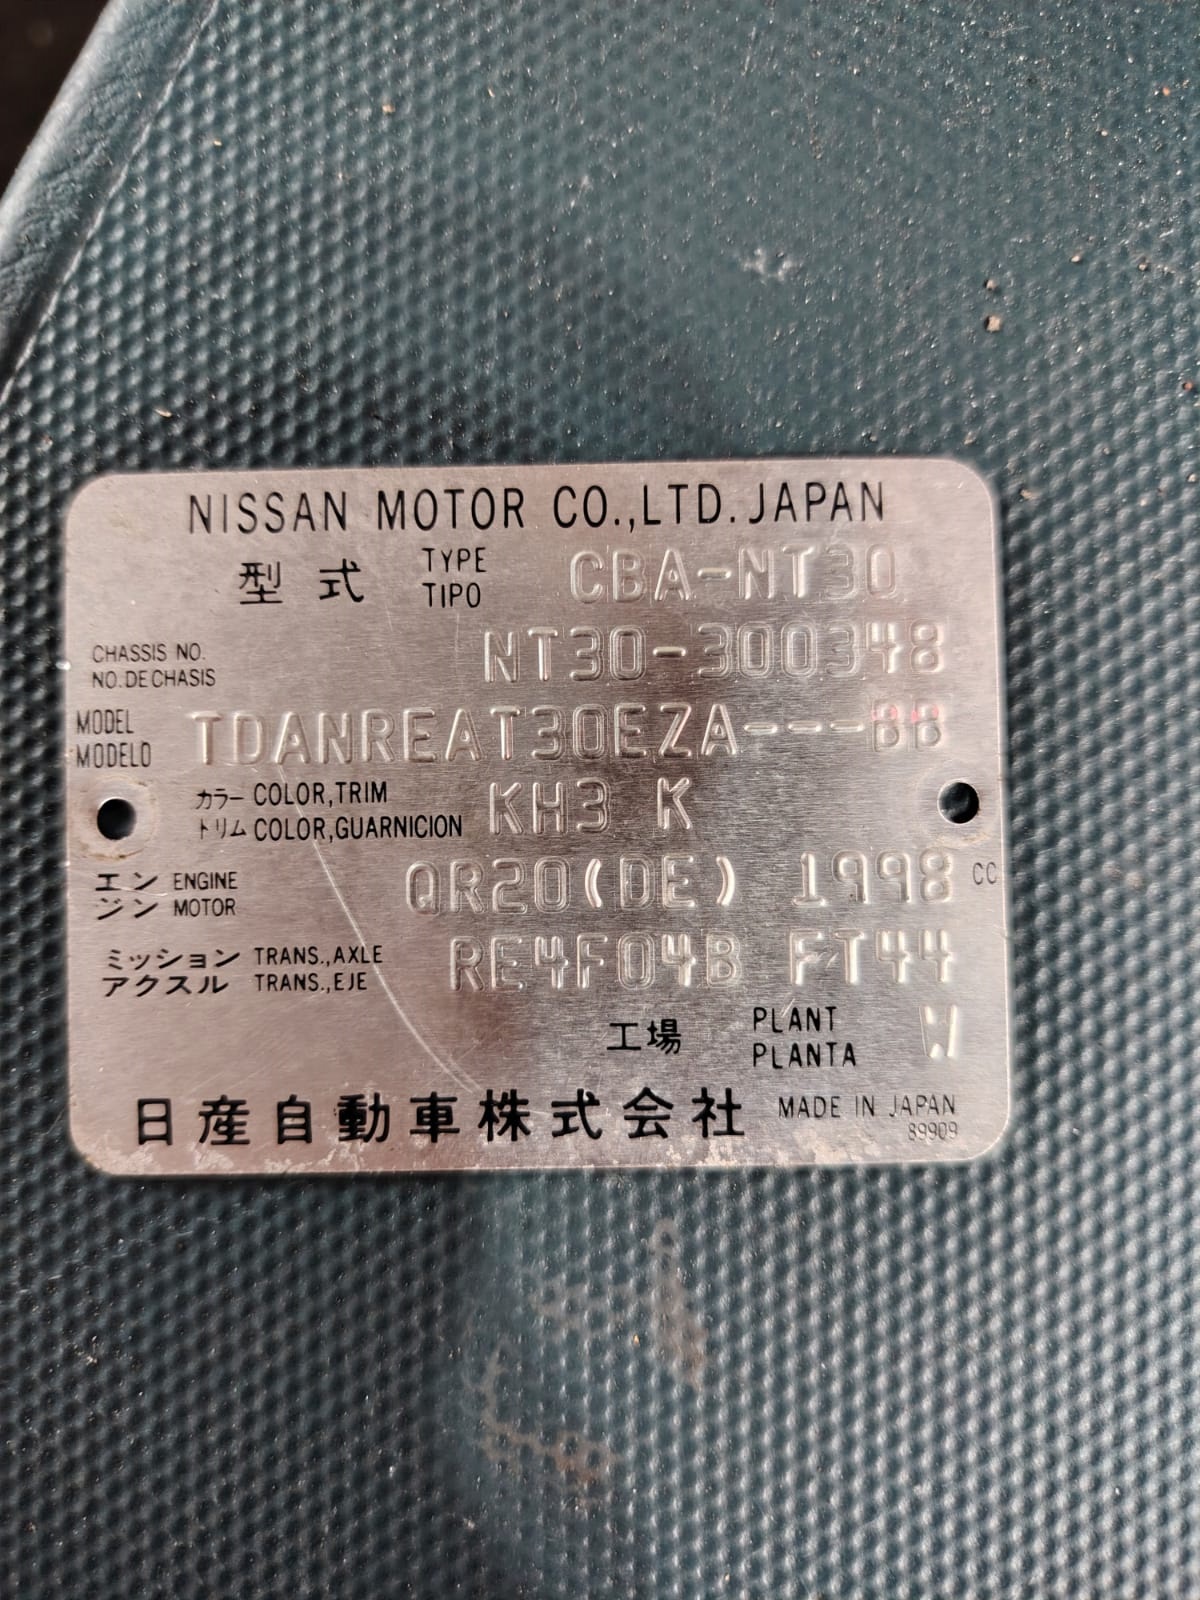 NISSAN MOTOR CO.,LTD. JAPAN
型式 TYPE TIPO CBA-NT30
CHASSIS NO. NO.DE CHASIS NT30-300348
MODEL MODELO TDANREAT30EZA---BB
カラー COLOR,TRIM KH3 K
トリム COLOR,GUARNICION
エン ENGINE QR20(DE) 1998 CC
ジン MOTOR
ミッション TRANS.,AXLE RE4F04B FT44
アクスル TRANS.,EJE
工場 PLANT PLANTA W
日産自動車株式会社 MADE IN JAPAN
89909